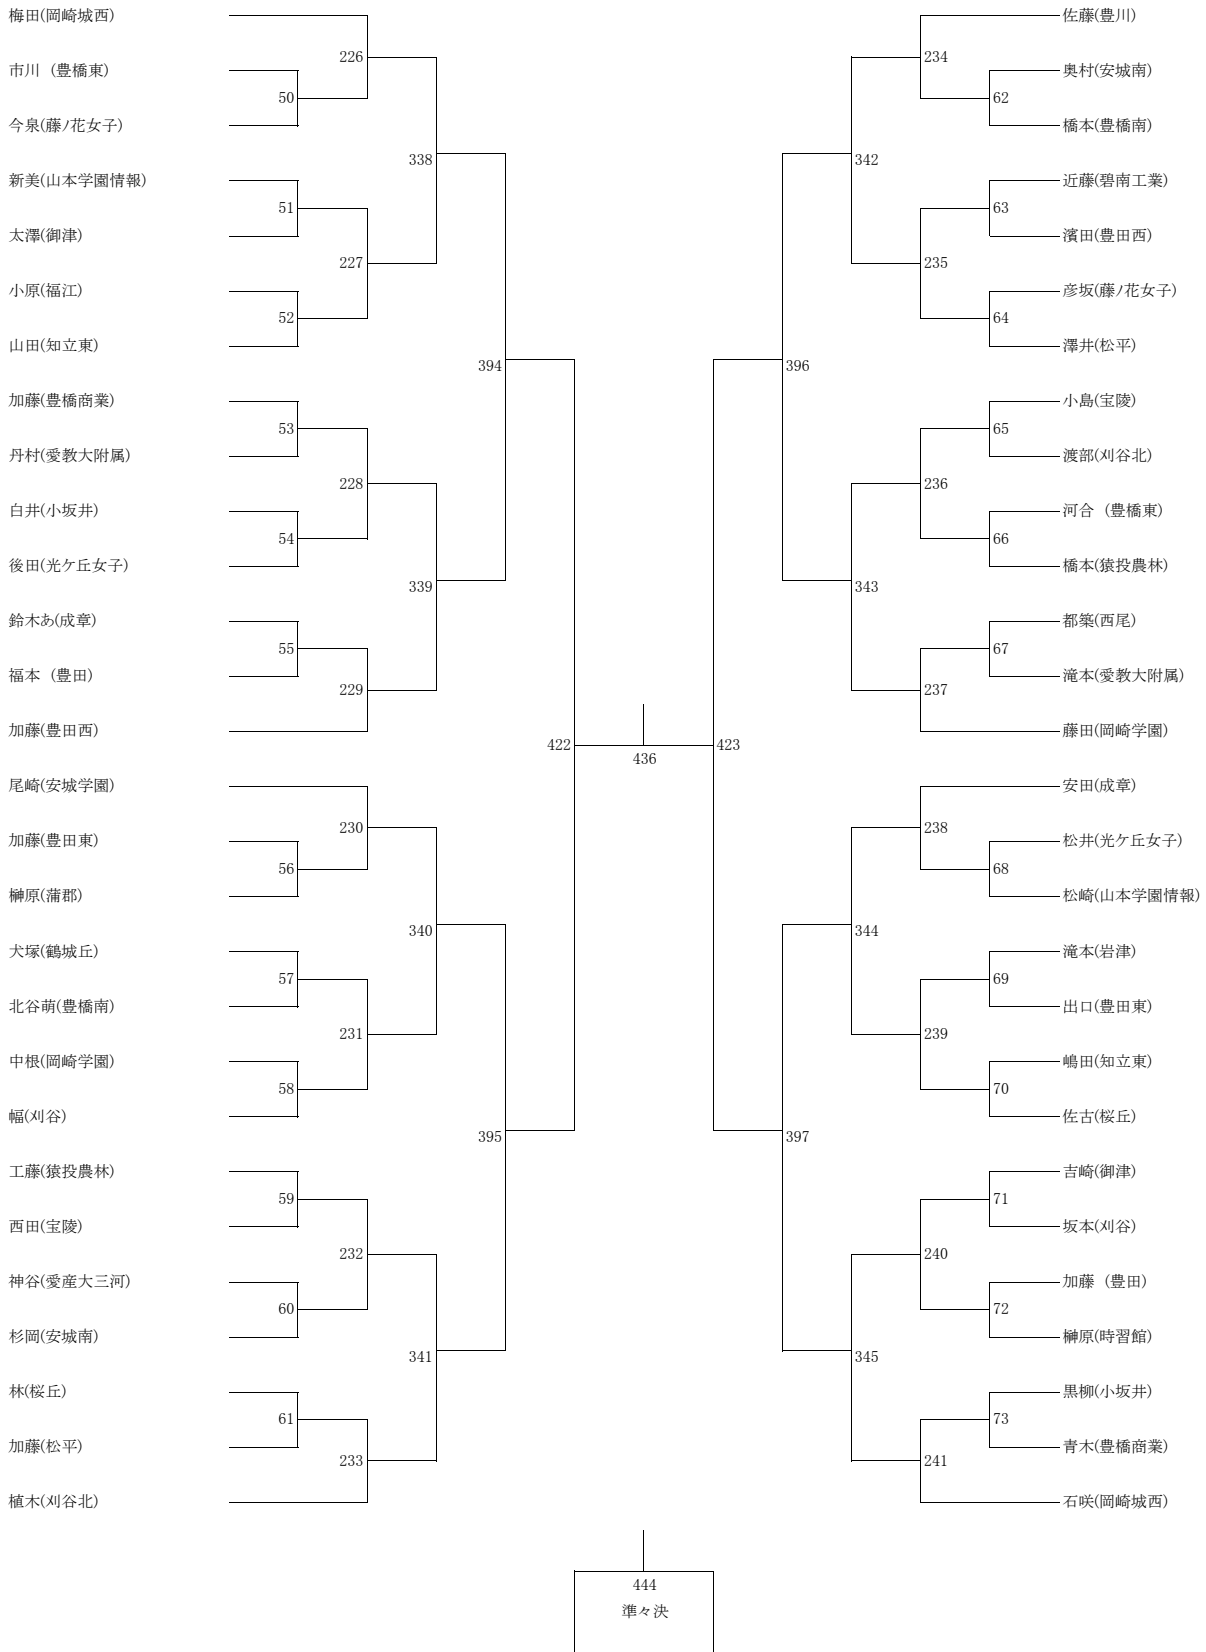 梅田(岡崎城西)
市川（豊橋東)
今泉(藤ノ花女子)
新美(山本学園情報)
太澤(御津)
小原(福江)
山田(知立東)
加藤(豊橋商業)
丹村(愛教大附属)
白井(小坂井)
後田(光ケ丘女子)
鈴木あ(成章)
福本（豊田)
加藤(豊田西)
尾崎(安城学園)
加藤(豊田東)
榊原(蒲郡)
犬塚(鶴城丘)
北谷萌(豊橋南)
中根(岡崎学園)
幅(刈谷)
工藤(猿投農林)
西田(宝陵)
神谷(愛産大三河)
杉岡(安城南)
林(桜丘)
加藤(松平)
植木(刈谷北)
50
51
52
53
54
55
56
57
58
59
60
61
226
227
228
229
230
231
232
233
338
339
340
341
394
395
422
436
423
396
397
342
343
344
345
234
235
236
237
238
239
240
241
62
63
64
65
66
67
68
69
70
71
72
73
佐藤(豊川)
奥村(安城南)
橋本(豊橋南)
近藤(碧南工業)
濱田(豊田西)
彦坂(藤ノ花女子)
澤井(松平)
小島(宝陵)
渡部(刈谷北)
河合（豊橋東)
橋本(猿投農林)
都築(西尾)
滝本(愛教大附属)
藤田(岡崎学園)
安田(成章)
松井(光ケ丘女子)
松崎(山本学園情報)
滝本(岩津)
出口(豊田東)
嶋田(知立東)
佐古(桜丘)
吉崎(御津)
坂本(刈谷)
加藤（豊田)
榊原(時習館)
黒柳(小坂井)
青木(豊橋商業)
石咲(岡崎城西)
444
準々決